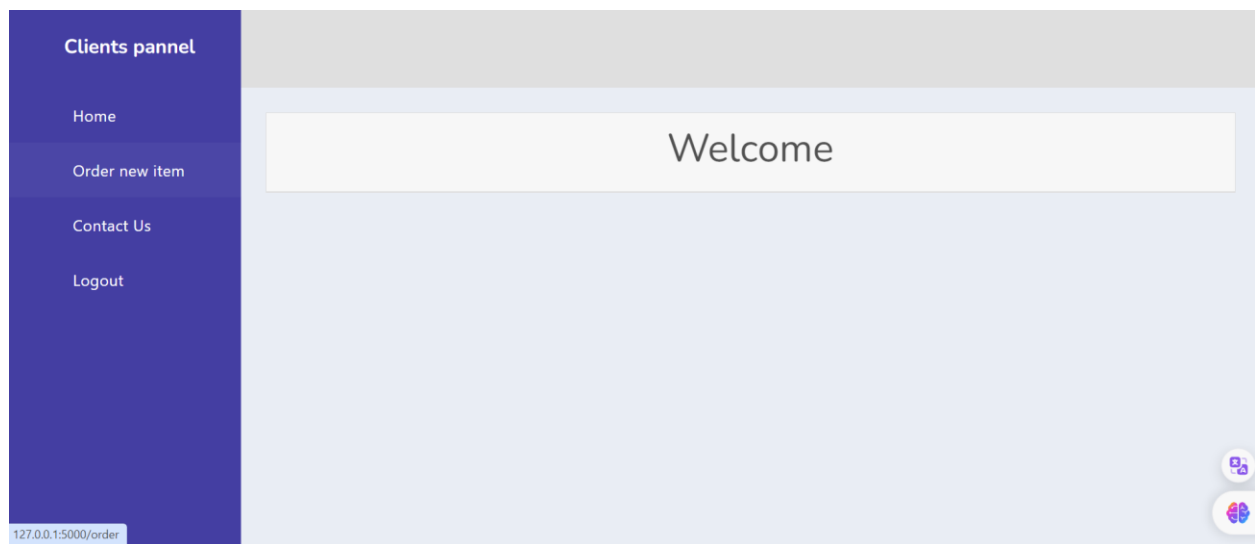 Clients pannel
Home
Order new item
Contact Us
Logout
Welcome
127.0.0.1:5000/order